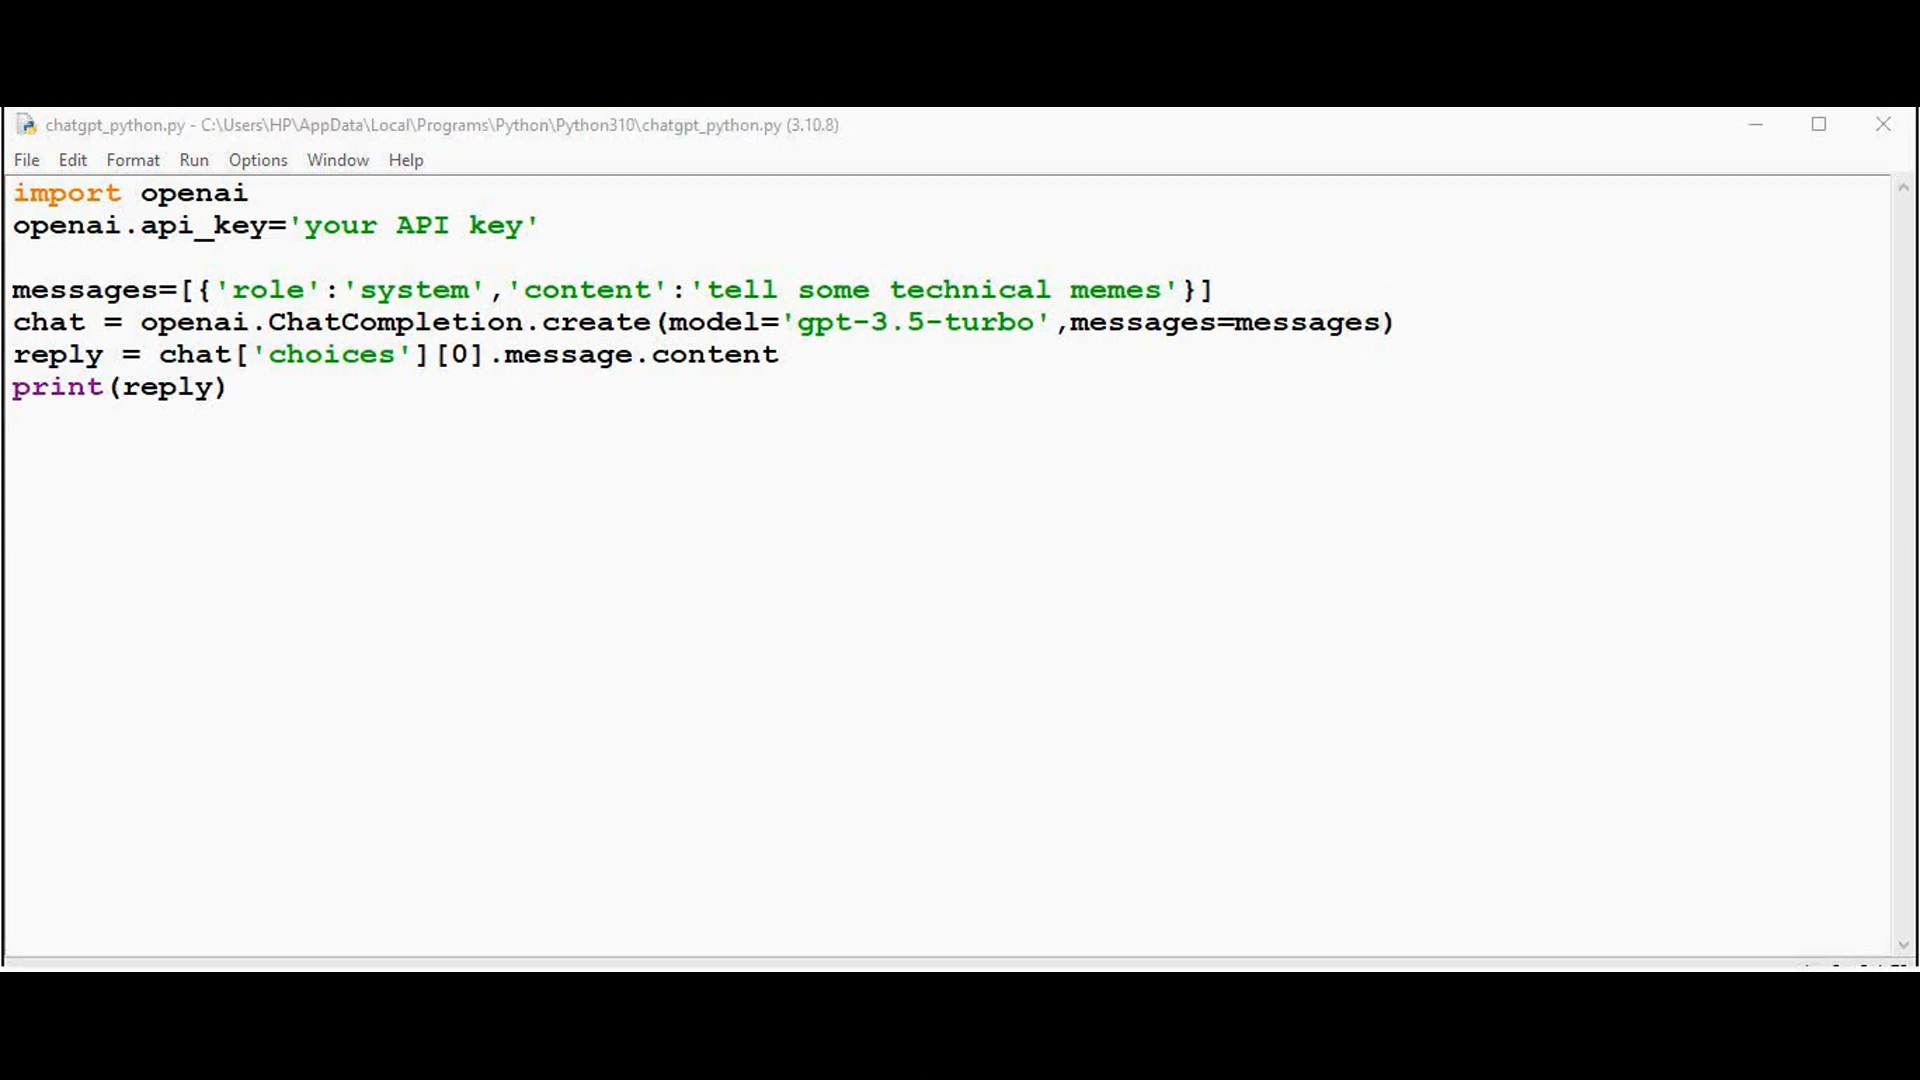 chatgpt_python.py - C:\Users\HP\AppData\Local\Programs\Python\Python310\chatgpt_python.py (3.10.8)
File Edit Format Run Options Window Help
import openai
openai.api_key='your API key'
messages=[{'role':'system','content':'tell some technical memes'}]
chat = openai.ChatCompletion.create(model='gpt-3.5-turbo',messages=messages)
reply = chat['choices'][0].message.content
print(reply)